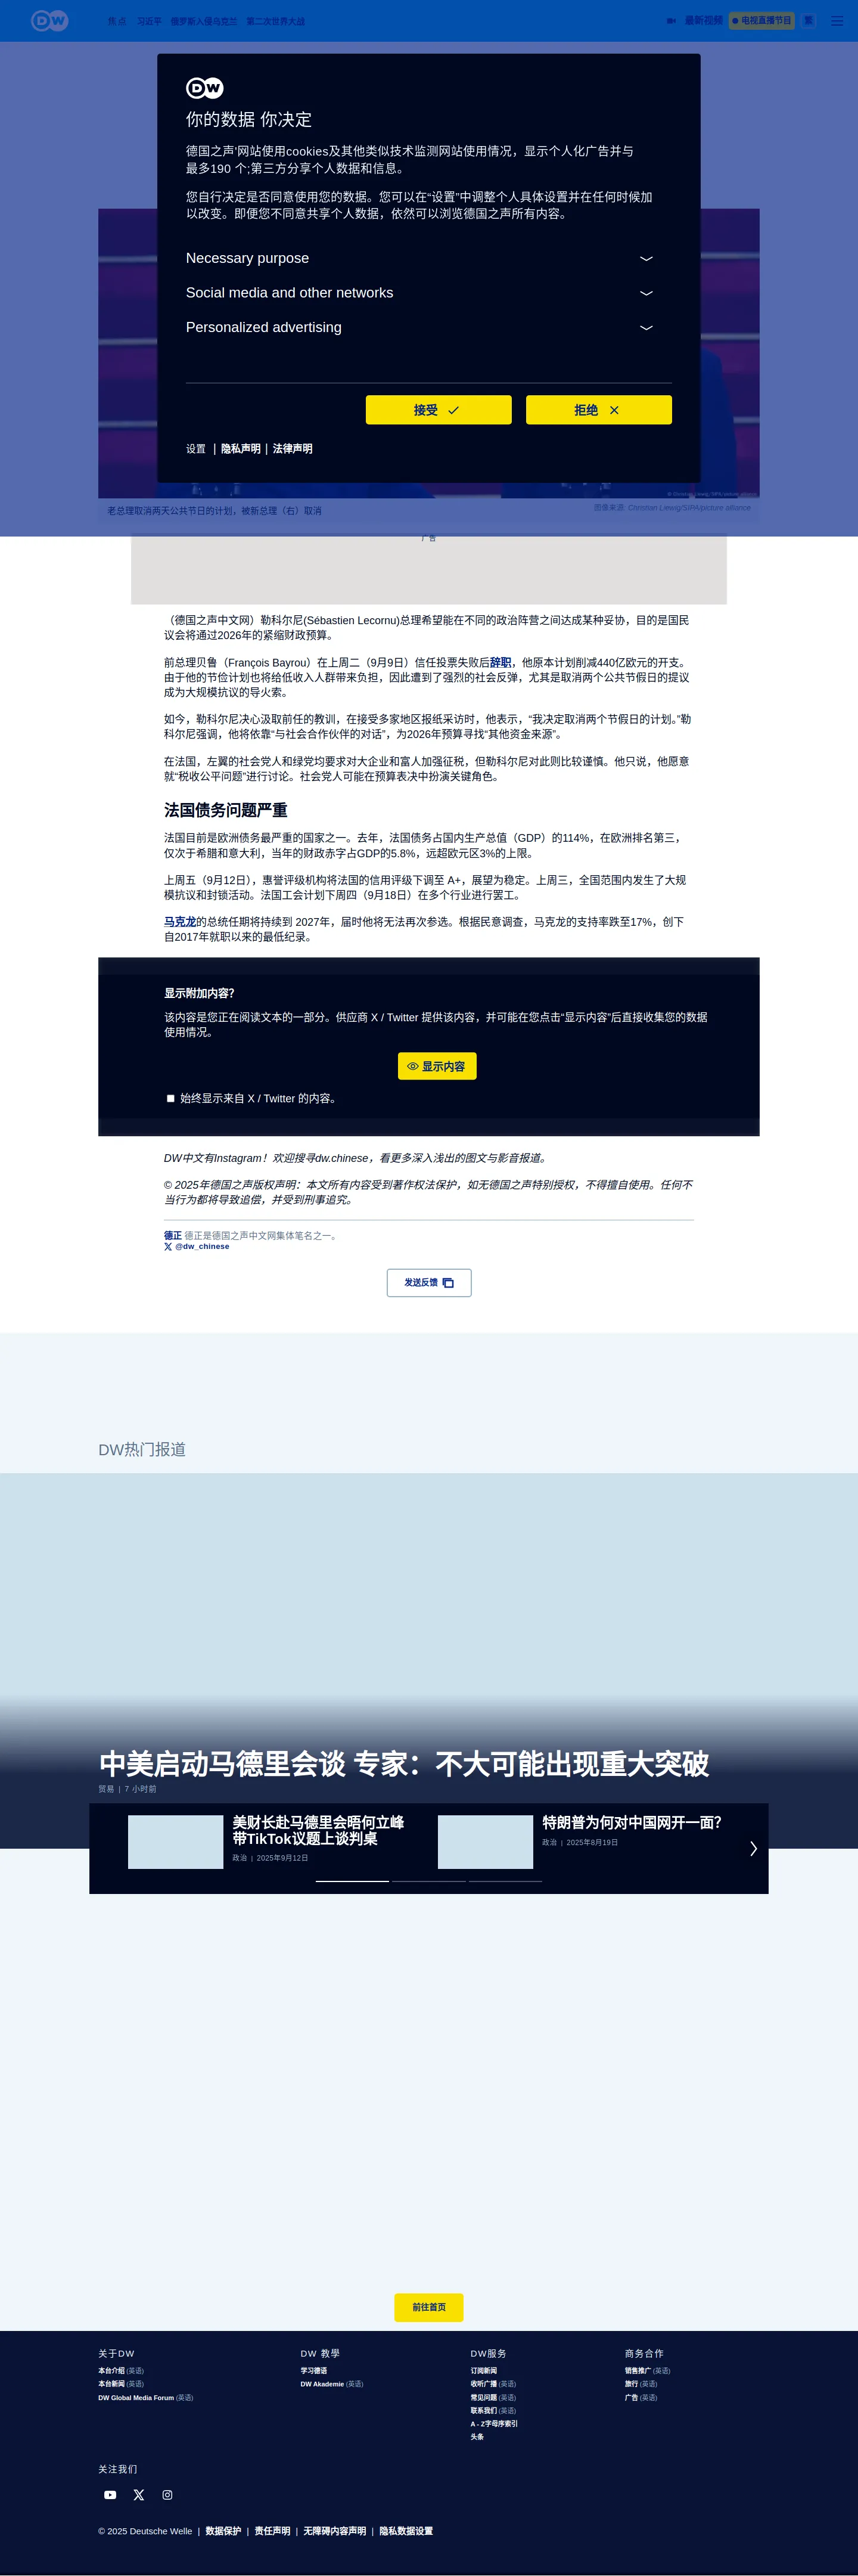 DW
焦点 习近平 俄罗斯入侵乌克兰 第二次世界大战
最新视频
电视直播节目
繁
DW
你的数据 你决定
德国之声'网站使用cookies及其他类似技术监测网站使用情况，显示个人化广告并与
最多190 个;第三方分享个人数据和信息。
您自行决定是否同意使用您的数据。您可以在“设置”中调整个人具体设置并在任何时候加
以改变。即便您不同意共享个人数据，依然可以浏览德国之声所有内容。
Necessary purpose
Social media and other networks
Personalized advertising
接受
拒绝
设置 | 隐私声明 | 法律声明
老总理取消两天公共节日的计划，被新总理（右）取消
图像来源: Christian Liewig/SIPA/picture alliance
广告
（德国之声中文网）勒科尔尼(Sébastien Lecornu)总理希望能在不同的政治阵营之间达成某种妥协，目的是国民
议会将通过2026年的紧缩财政预算。
前总理贝鲁（François Bayrou）在上周二（9月9日）信任投票失败后辞职，他原本计划削减440亿欧元的开支。
由于他的节俭计划也将给低收入人群带来负担，因此遭到了强烈的社会反弹，尤其是取消两个公共节日的提议
成为大规模抗议的导火索。
如今，勒科尔尼决心汲取前任的教训，在接受多家地区报纸采访时，他表示，“我决定取消两个节假日的计划。”勒
科尔尼强调，他将依靠“与社会合作伙伴的对话”，为2026年预算寻找“其他资金来源”。
在法国，左翼的社会党人和绿党均要求对大企业和富人加强征税，但勒科尔尼对此则比较谨慎。他只说，他愿意
就“税收公平问题”进行讨论。社会党人可能在预算表决中扮演关键角色。
法国债务问题严重
法国目前是欧洲债务最严重的国家之一。去年，法国债务占国内生产总值（GDP）的114%，在欧洲排名第三，
仅次于希腊和意大利，当年的财政赤字占GDP的5.8%，远超欧元区3%的上限。
上周五（9月12日），惠誉评级机构将法国的信用评级下调至 A+，展望为稳定。上周三，全国范围内发生了大规
模抗议和封锁活动。法国工会计划下周四（9月18日）在多个行业进行罢工。
马克龙的总统任期将持续到 2027年，届时他将无法再次参选。根据民意调查，马克龙的支持率跌至17%，创下
自2017年就职以来的最低纪录。
显示附加内容？
该内容是您正在阅读文本的一部分。供应商 X / Twitter 提供该内容，并可能在您点击“显示内容”后直接收集您的数据
使用情况。
显示内容
始终显示来自 X / Twitter 的内容。
DW中文有Instagram！欢迎搜寻dw.chinese，看更多深入浅出的图文与影音报道。
© 2025年德国之声版权声明：本文所有内容受到著作权法保护，如无德国之声特别授权，不得擅自使用。任何不
当行为都将导致追偿，并受到刑事追究。
德正 德正是德国之声中文网集体笔名之一。
@dw_chinese
发送反馈
DW热门报道
中美启动马德里会谈 专家：不大可能出现重大突破
贸易 | 7 小时前
美财长赴马德里会晤何立峰
带TikTok议题上谈判桌
政治 | 2025年9月12日
特朗普为何对中国网开一面？
政治 | 2025年8月19日
前往首页
关于DW
本台介绍 (英语)
本台新闻 (英语)
DW Global Media Forum (英语)
DW 教學
学习德语
DW Akademie (英语)
DW服务
订阅新闻
收听广播 (英语)
常见问题 (英语)
联系我们 (英语)
A - Z字母序索引
头条
商务合作
销售推广 (英语)
旅行 (英语)
广告 (英语)
关注我们
© 2025 Deutsche Welle | 数据保护 | 责任声明 | 无障碍内容声明 | 隐私数据设置